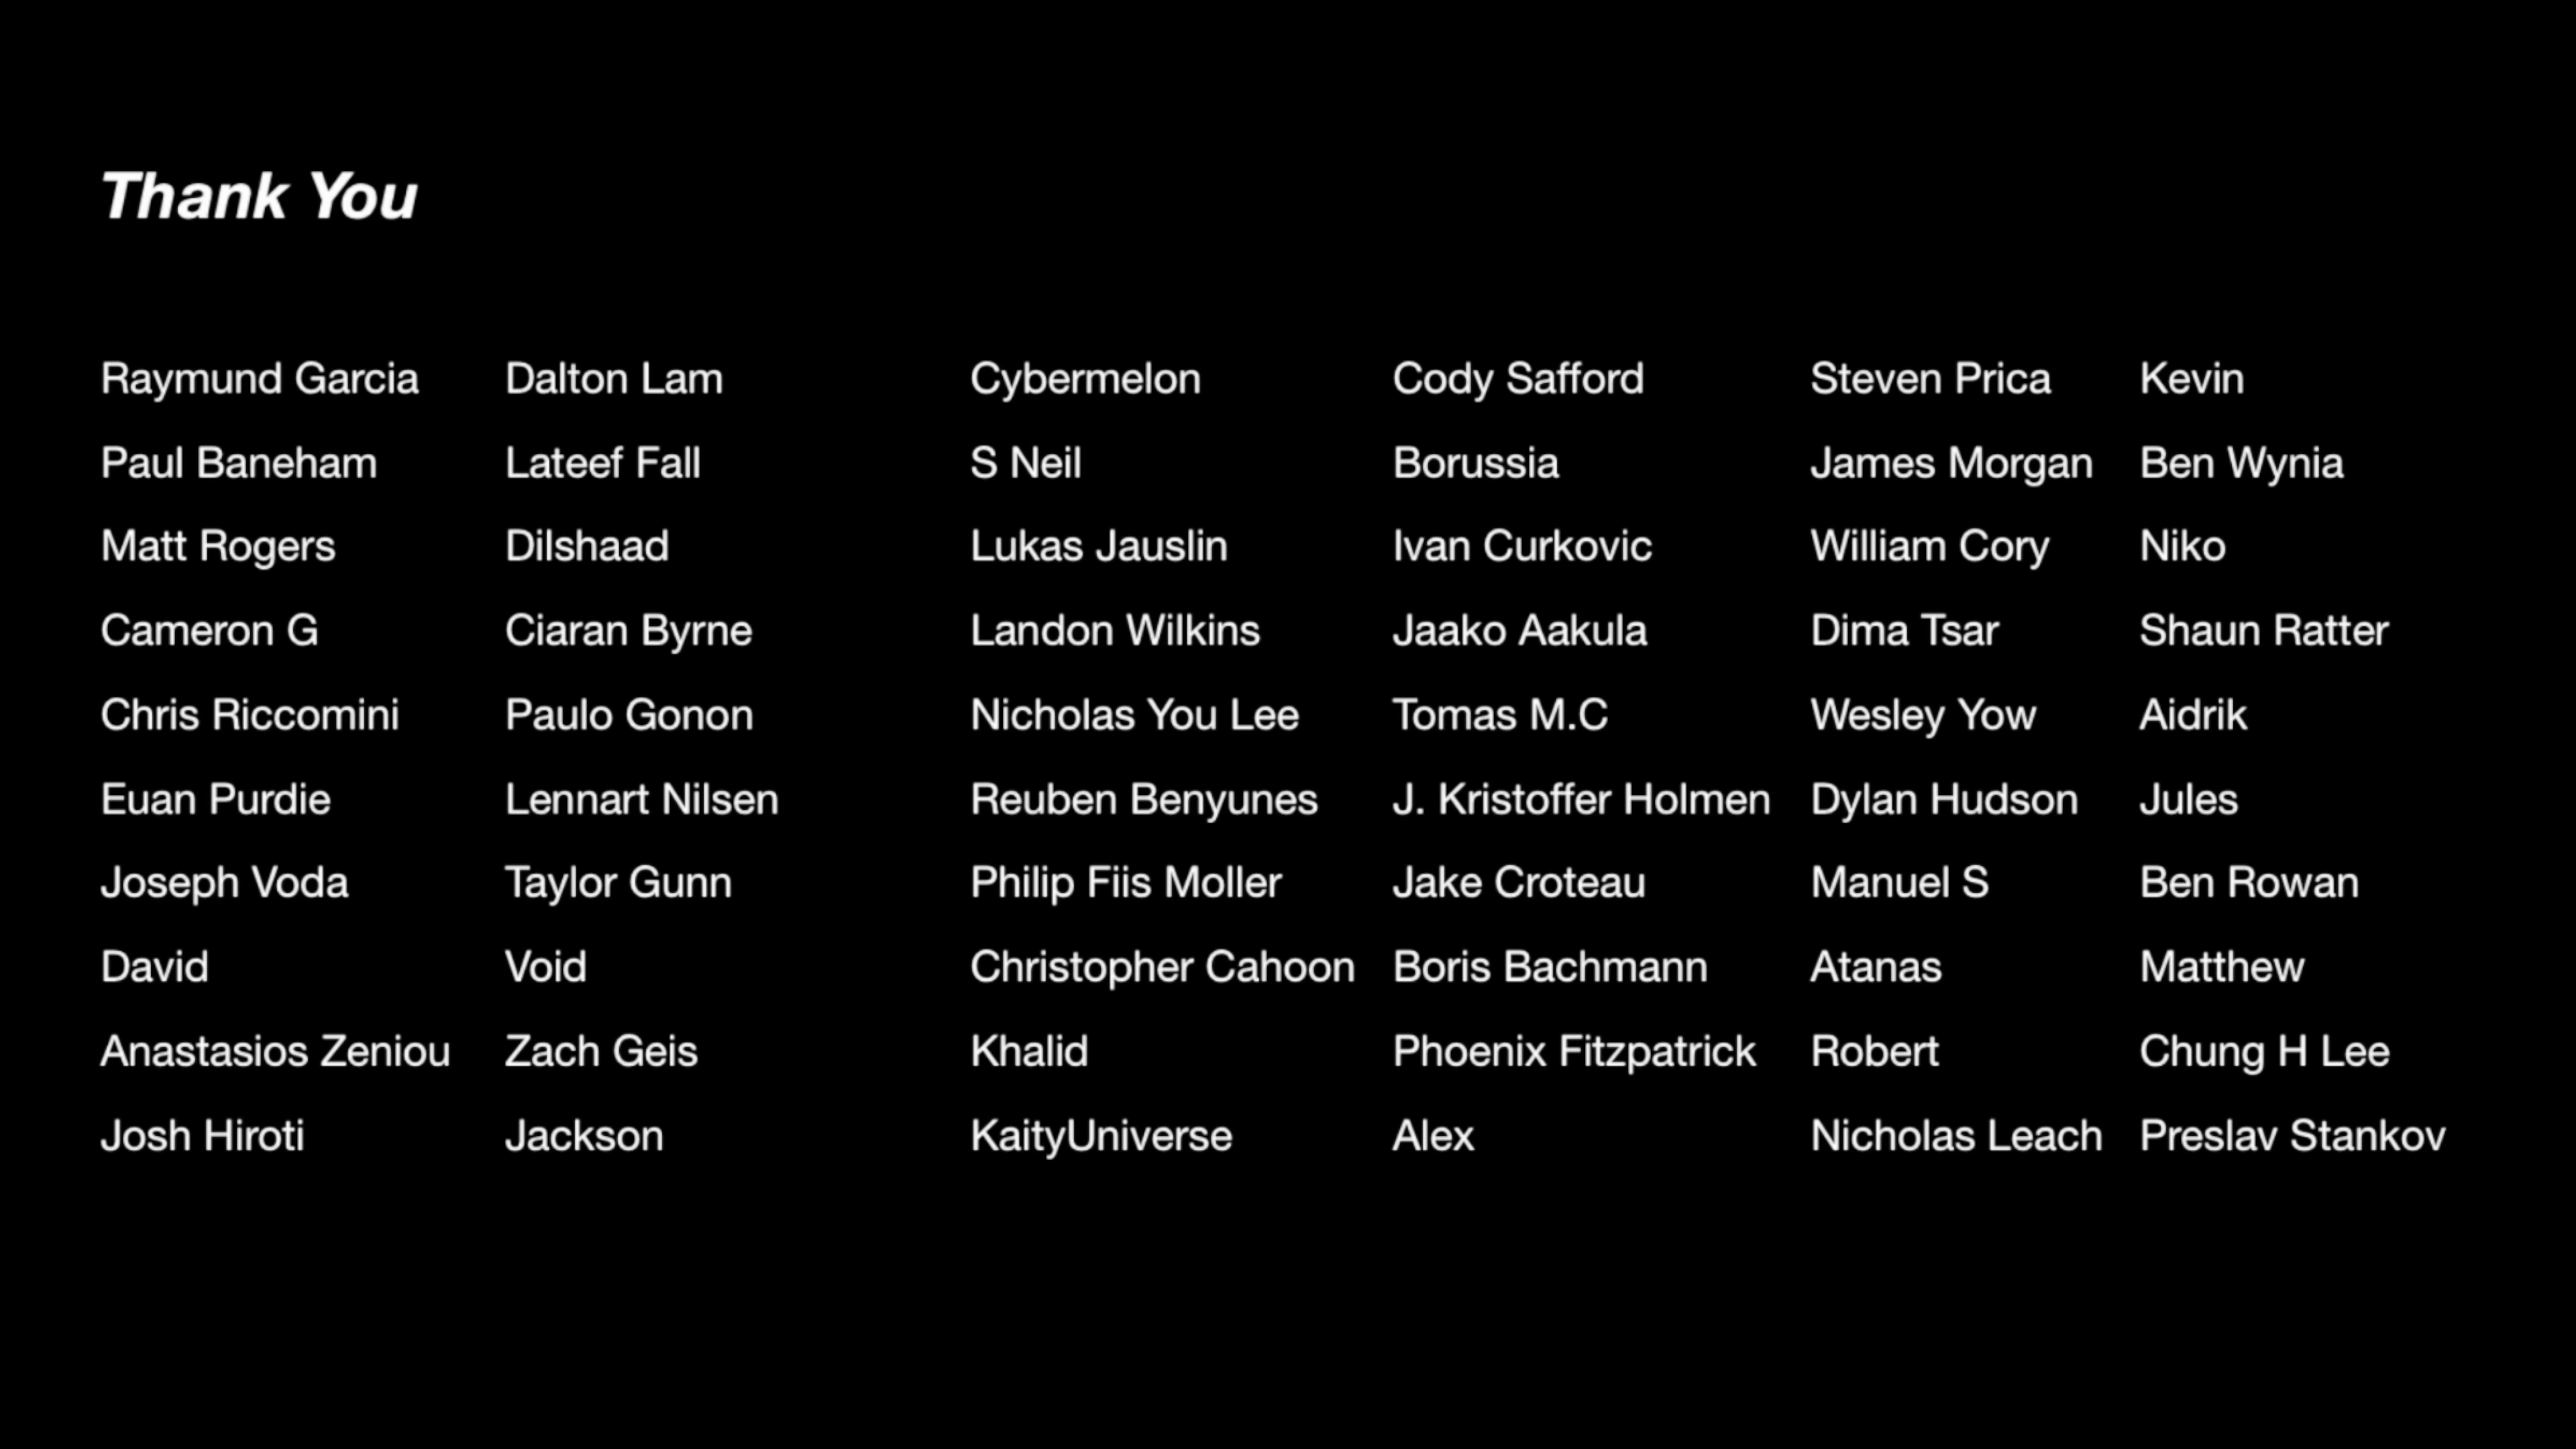 Thank You
Raymund Garcia Dalton Lam Cybermelon Cody Safford Steven Prica Kevin
Paul Baneham Lateef Fall S Neil Borussia James Morgan Ben Wynia
Matt Rogers Dilshaad Lukas Jauslin Ivan Curkovic William Cory Niko
Cameron G Ciaran Byrne Landon Wilkins Jaako Aakula Dima Tsar Shaun Ratter
Chris Riccomini Paulo Gonon Nicholas You Lee Tomas M.C Wesley Yow Aidrik
Euan Purdie Lennart Nilsen Reuben Benyunes J. Kristoffer Holmen Dylan Hudson Jules
Joseph Voda Taylor Gunn Philip Fiis Moller Jake Croteau Manuel S Ben Rowan
David Void Christopher Cahoon Boris Bachmann Atanas Matthew
Anastasios Zeniou Zach Geis Khalid Phoenix Fitzpatrick Robert Chung H Lee
Josh Hiroti Jackson KaityUniverse Alex Nicholas Leach Preslav Stankov